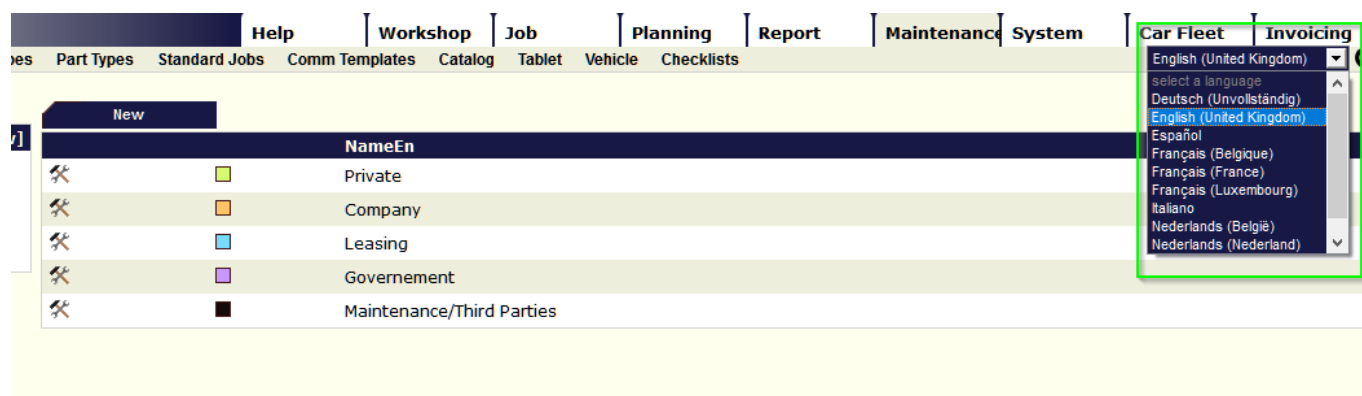 Help Workshop Job Planning Report Maintenance System Car Fleet Invoicing
Part Types Standard Jobs Comm Templates Catalog Tablet Vehicle Checklists English (United Kingdom)
select a language
Deutsch (Unvollständig)
English (United Kingdom)
Español
Français (Belgique)
Français (France)
Français (Luxembourg)
Italiano
Nederlands (België)
Nederlands (Nederland)
New
NameEn
Private
Company
Leasing
Governement
Maintenance/Third Parties